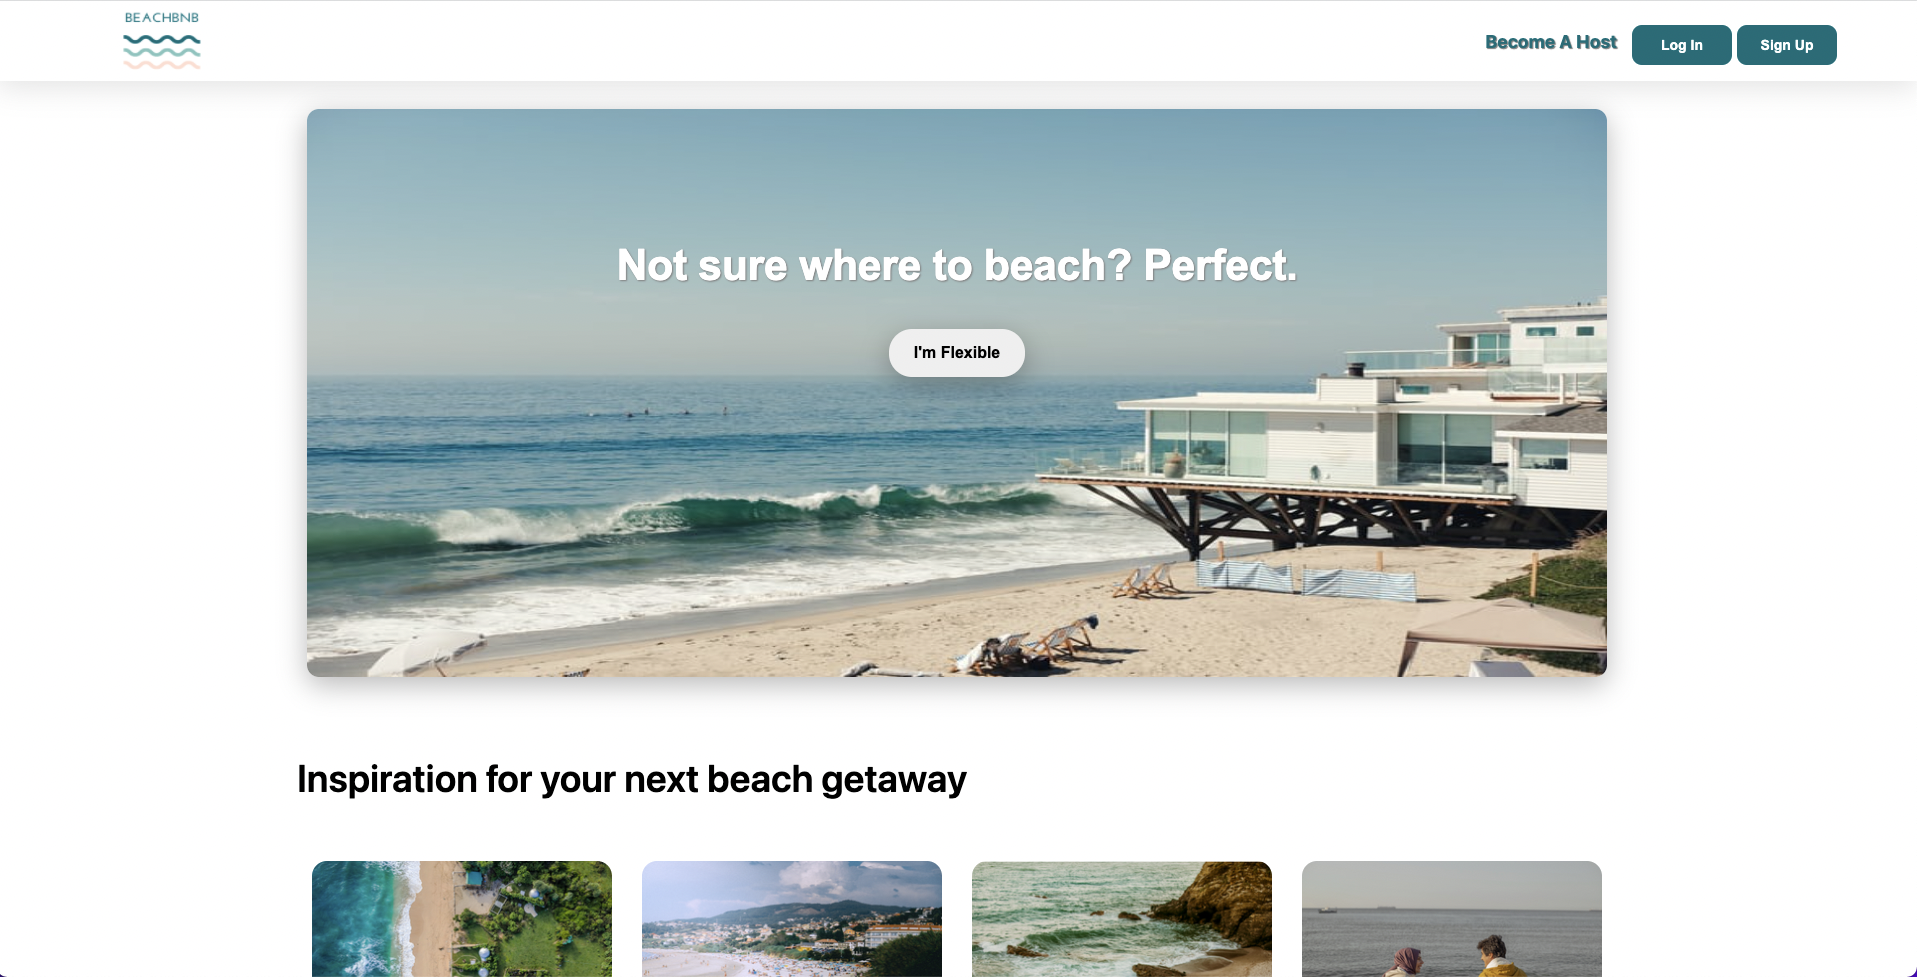 BEACHBNB
Become A Host
Log In
Sign Up
Not sure where to beach? Perfect.
I'm Flexible
Inspiration for your next beach getaway